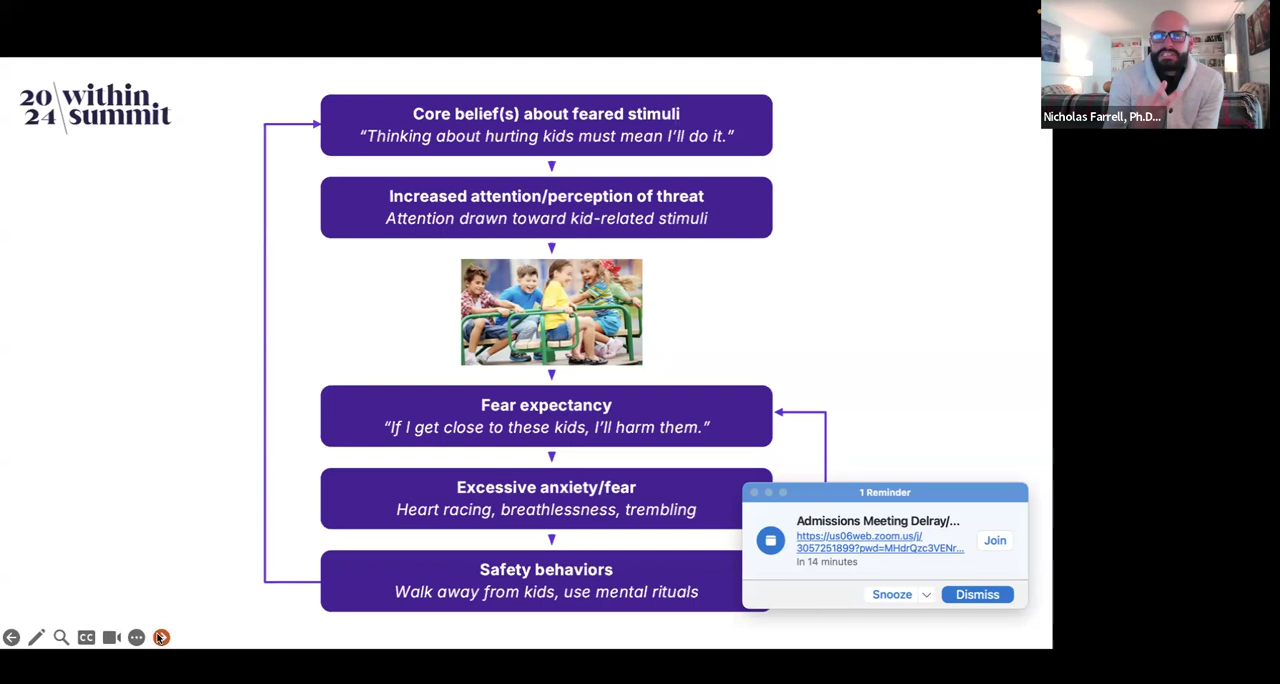 20 within
24 summit
Nicholas Farrell, Ph.D...
Core belief(s) about feared stimuli
“Thinking about hurting kids must mean I’ll do it.”
Increased attention/perception of threat
Attention drawn toward kid-related stimuli
Fear expectancy
“If I get close to these kids, I’ll harm them.”
Excessive anxiety/fear
Heart racing, breathlessness, trembling
Safety behaviors
Walk away from kids, use mental rituals
1 Reminder
Admissions Meeting Delray/...
https://us06web.zoom.us/j/
3057251899?pwd=MHdrQzc3VENr...
In 14 minutes
Join
Snooze
Dismiss
CC